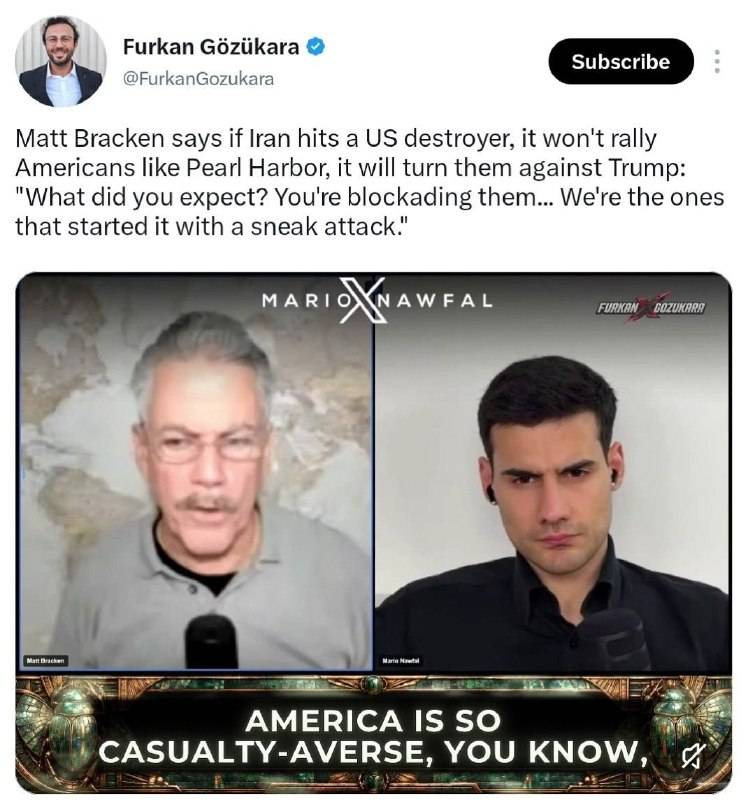 Furkan Gözükara
@FurkanGozukara
Subscribe
Matt Bracken says if Iran hits a US destroyer, it won't rally
Americans like Pearl Harbor, it will turn them against Trump:
"What did you expect? You're blockading them... We're the ones
that started it with a sneak attack."
MARIO X NAWFAL
FURKAN X GOZUKARA
Matt Bracken
Mario Nawfal
AMERICA IS SO
CASUALTY-AVERSE, YOU KNOW,